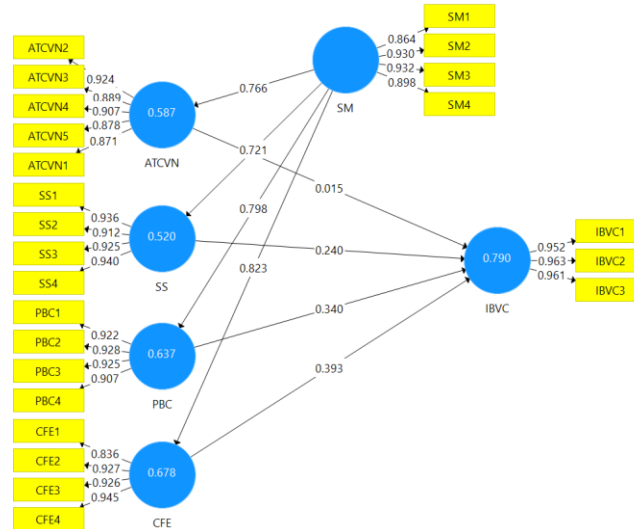 SM1
0.864
SM2
0.930
SM3
0.932
SM4
0.898
SM
ATCVN2
0.924
ATCVN3
0.889
ATCVN4
0.907
ATCVN5
0.878
ATCVN1
0.871
0.587
ATCVN
0.766
0.721
0.798
0.823
0.015
SS1
0.936
SS2
0.912
SS3
0.925
SS4
0.940
0.520
SS
0.240
0.790
IBVC
0.952
IBVC1
0.963
IBVC2
0.961
IBVC3
PBC1
0.922
PBC2
0.928
PBC3
0.925
PBC4
0.907
0.637
PBC
0.340
0.393
CFE1
0.836
CFE2
0.927
CFE3
0.926
CFE4
0.945
0.678
CFE